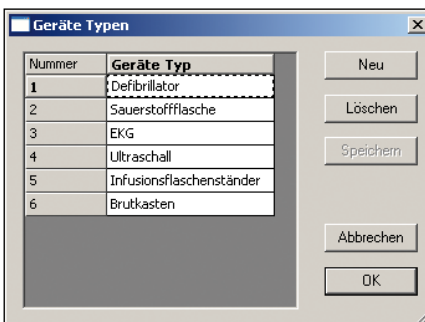 Geräte Typen
Nummer Geräte Typ
1 Defibrillator
2 Sauerstoffflasche
3 EKG
4 Ultraschall
5 Infusionsflaschenständer
6 Brutkasten
Neu
Löschen
Speichern
Abbrechen
OK